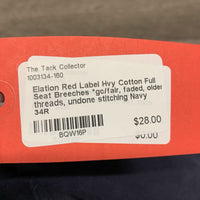 The Tack Collector
1003134-160
Elation Red Label Hvy Cotton Full
Seat Breeches *gc/fair, faded, older
threads, undone stitching Navy
34R
$28.00
BQW16P
$0.00